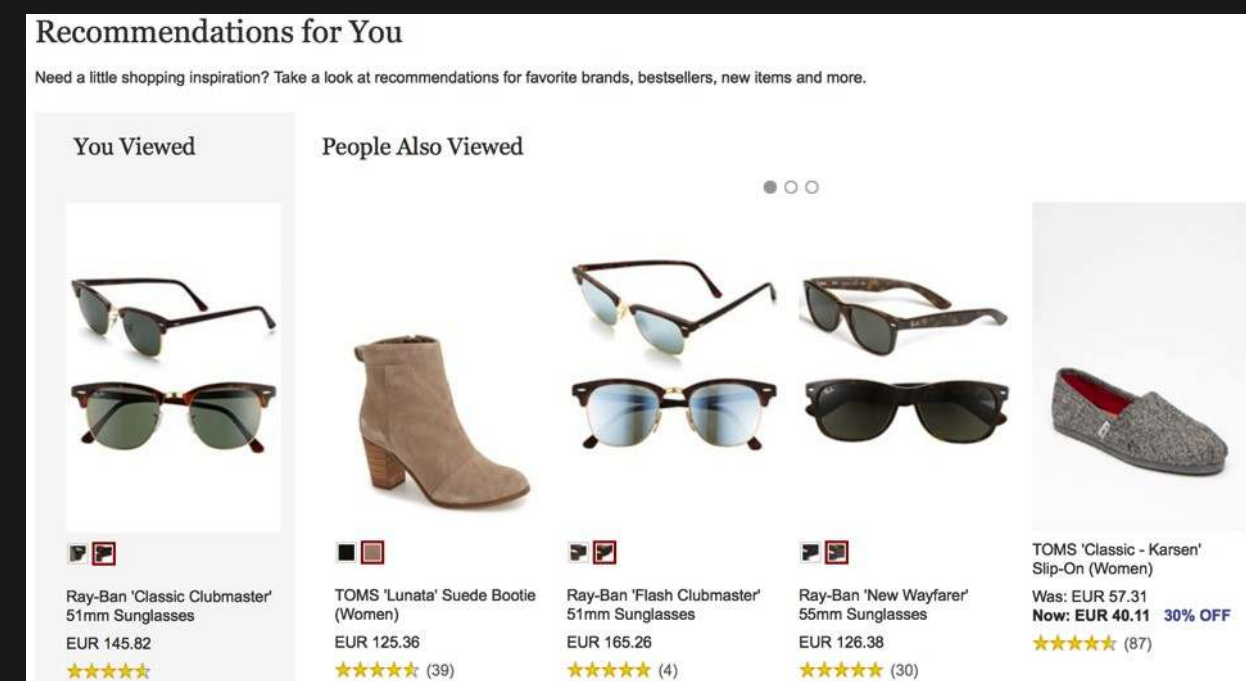 Recommendations for You
Need a little shopping inspiration? Take a look at recommendations for favorite brands, bestsellers, new items and more.
You Viewed
People Also Viewed
Ray-Ban 'Classic Clubmaster'
51mm Sunglasses
EUR 145.82
TOMS 'Lunata' Suede Bootie
(Women)
EUR 125.36
(39)
Ray-Ban 'Flash Clubmaster'
51mm Sunglasses
EUR 165.26
(4)
Ray-Ban 'New Wayfarer'
55mm Sunglasses
EUR 126.38
(30)
TOMS 'Classic - Karsen'
Slip-On (Women)
Was: EUR 57.31
Now: EUR 40.11 30% OFF
(87)